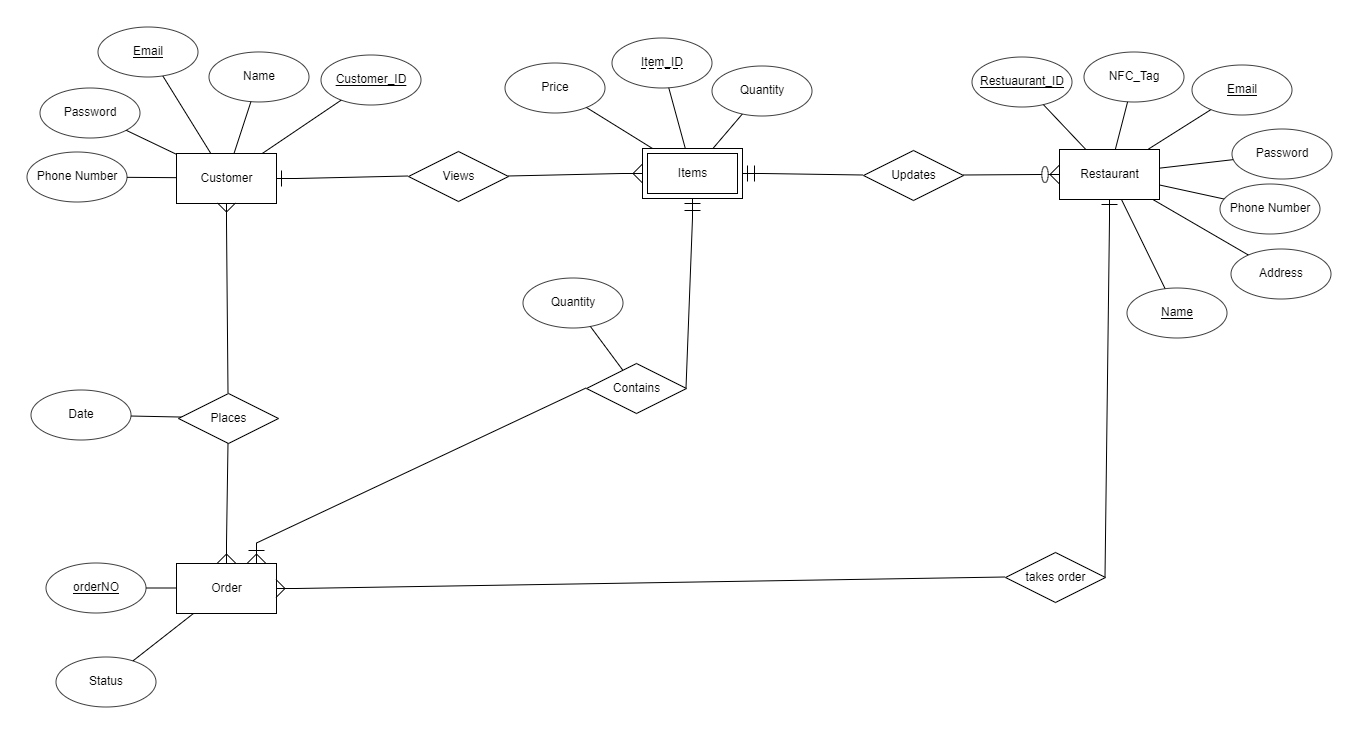 Email
Name
Customer_ID
Password
Phone Number
Customer
Views
Price
Item_ID
Quantity
Items
Updates
Restuaurant_ID
NFC_Tag
Email
Password
Phone Number
Address
Name
Restaurant
Quantity
Contains
Date
Places
orderNO
Order
Status
takes order